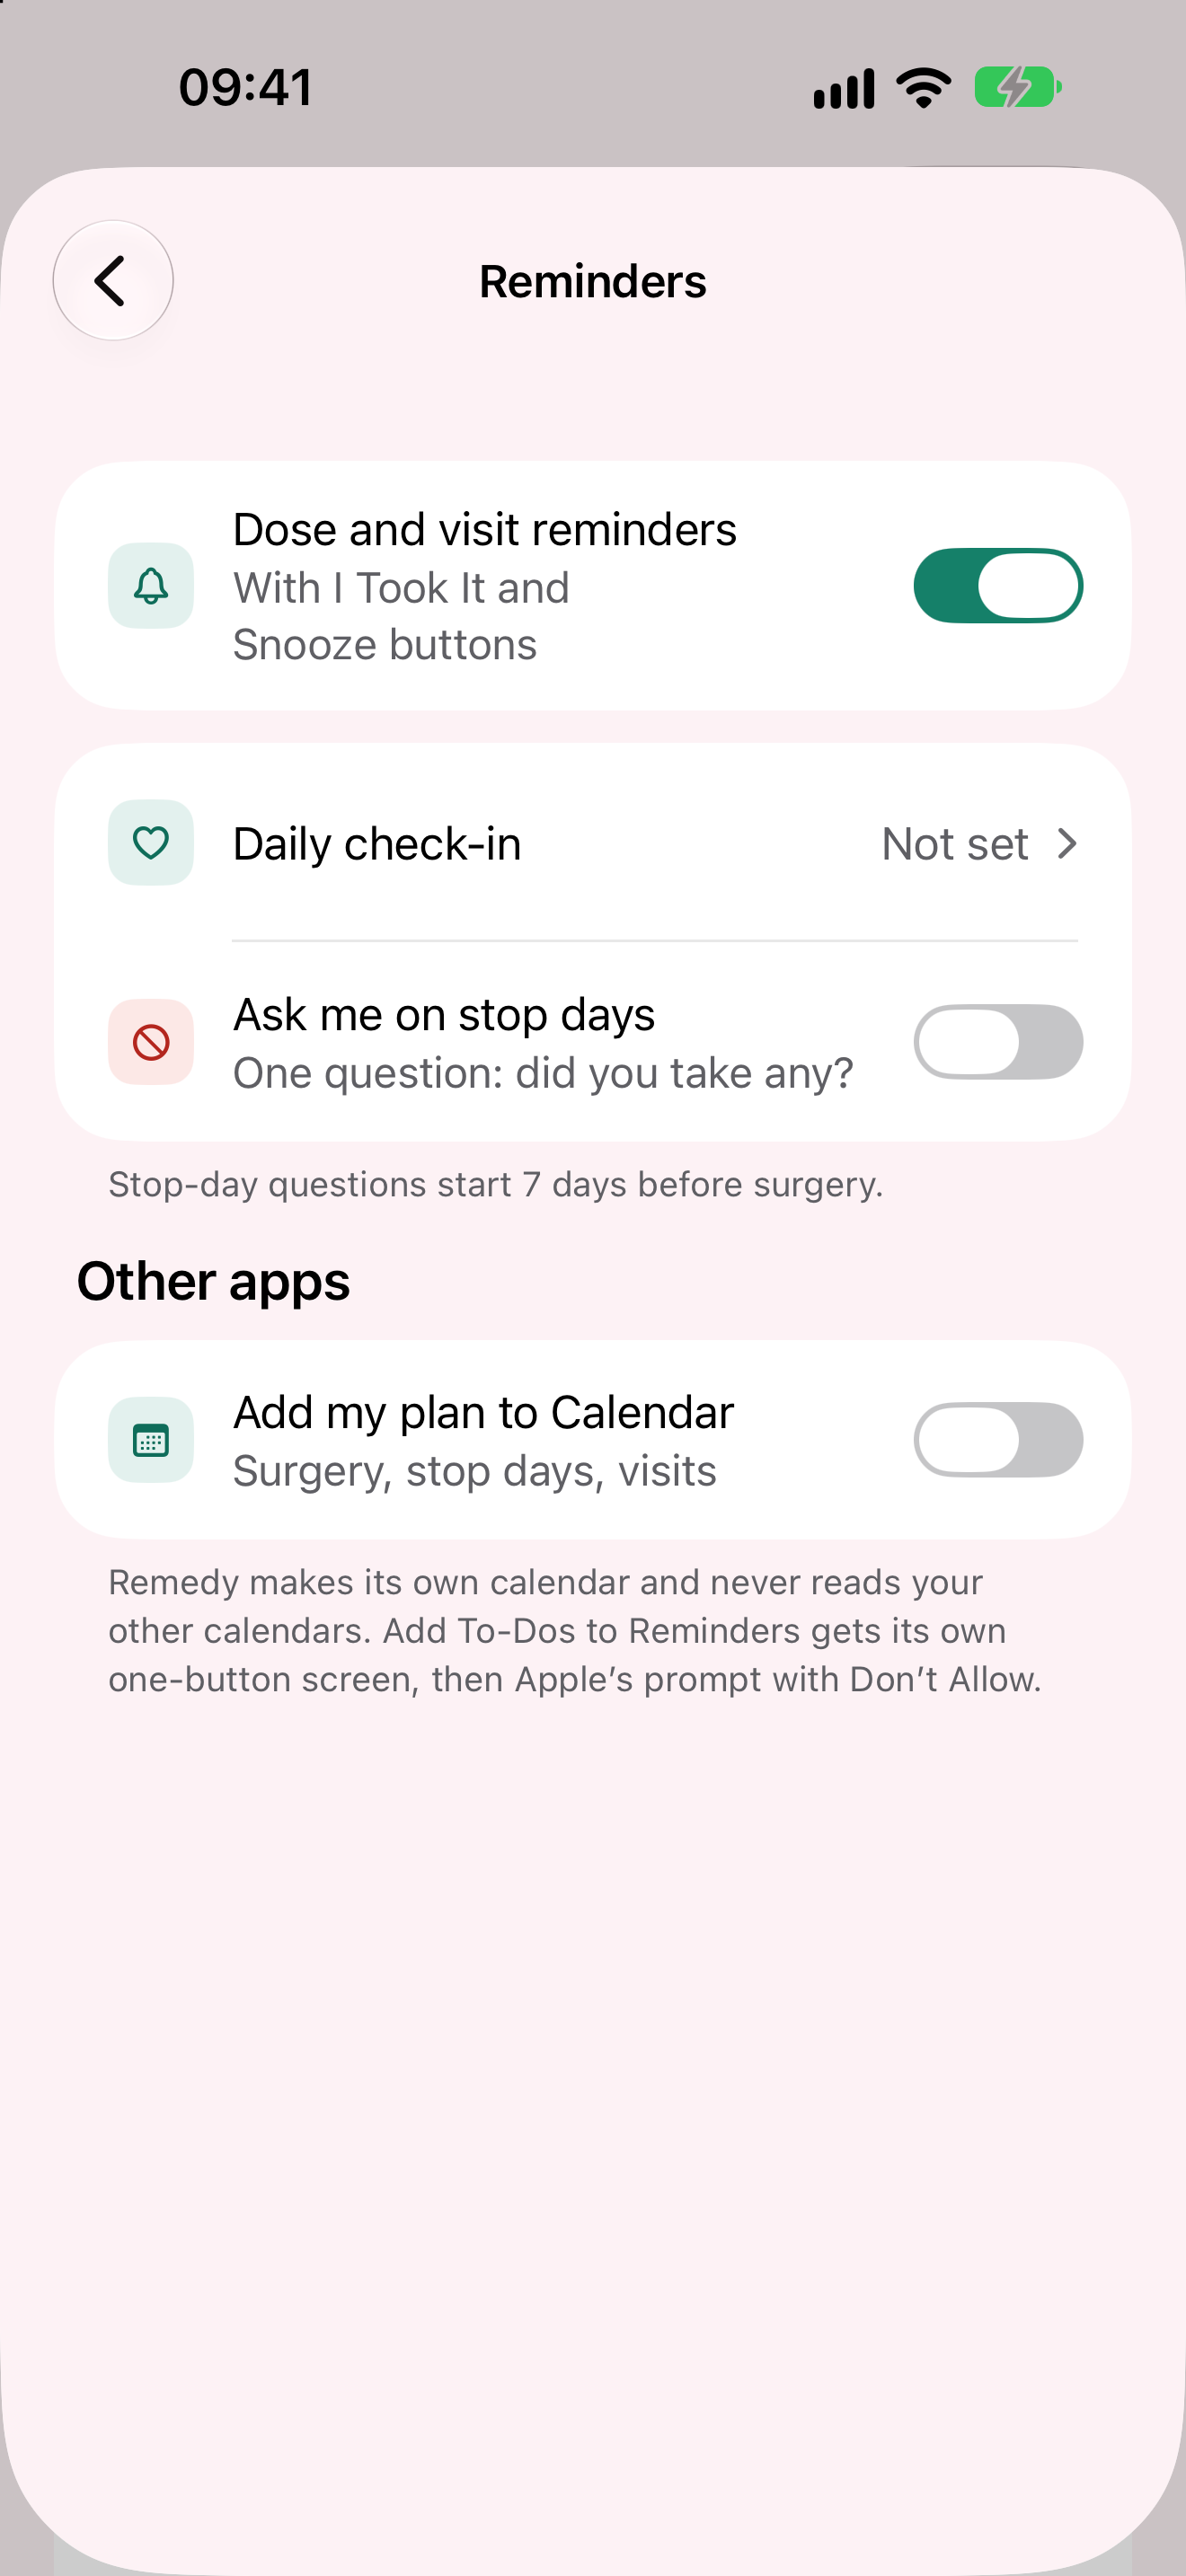 09:41
Reminders
Dose and visit reminders
With I Took It and
Snooze buttons
Daily check-in
Not set
Ask me on stop days
One question: did you take any?
Stop-day questions start 7 days before surgery.
Other apps
Add my plan to Calendar
Surgery, stop days, visits
Remedy makes its own calendar and never reads your
other calendars. Add To-Dos to Reminders gets its own
one-button screen, then Apple’s prompt with Don’t Allow.